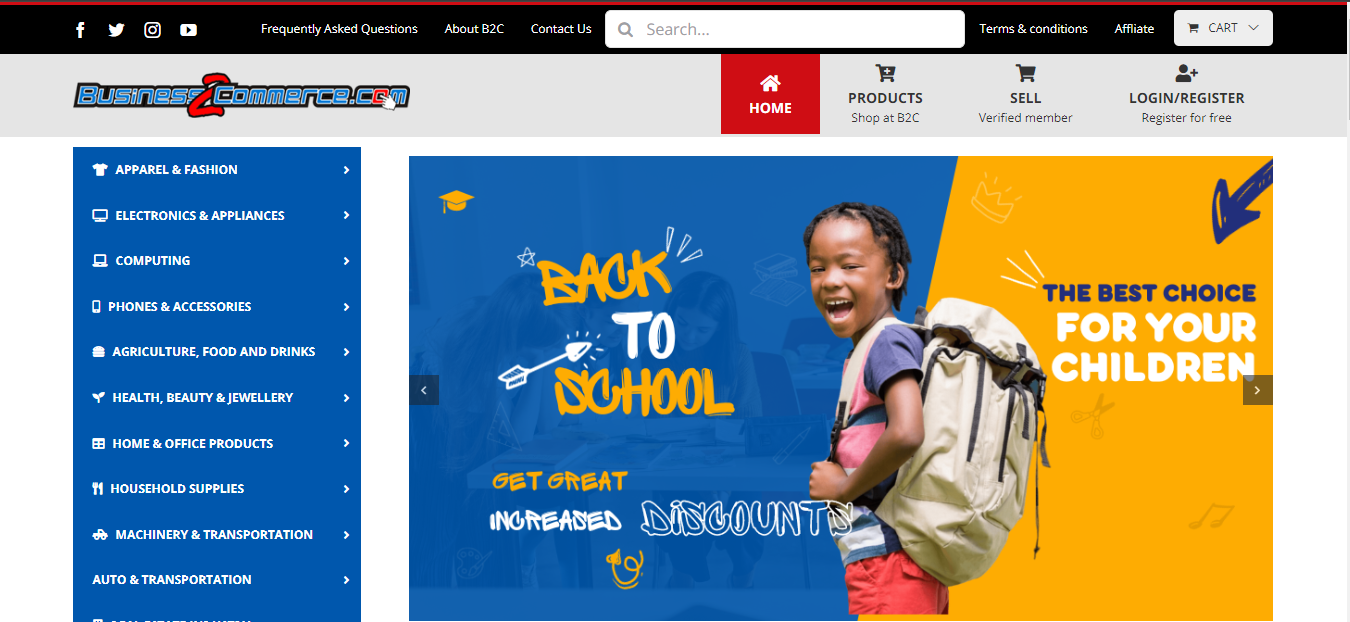 Frequently Asked Questions
About B2C
Contact Us
Search...
Terms & conditions
Affliate
CART
Business2Commerce.com
HOME
PRODUCTS
Shop at B2C
SELL
Verified member
LOGIN/REGISTER
Register for free
APPAREL & FASHION
ELECTRONICS & APPLIANCES
COMPUTING
PHONES & ACCESSORIES
AGRICULTURE, FOOD AND DRINKS
HEALTH, BEAUTY & JEWELLERY
HOME & OFFICE PRODUCTS
HOUSEHOLD SUPPLIES
MACHINERY & TRANSPORTATION
AUTO & TRANSPORTATION
BACK
TO
SCHOOL
GET GREAT
INCREASED DISCOUNTS
THE BEST CHOICE
FOR YOUR
CHILDREN